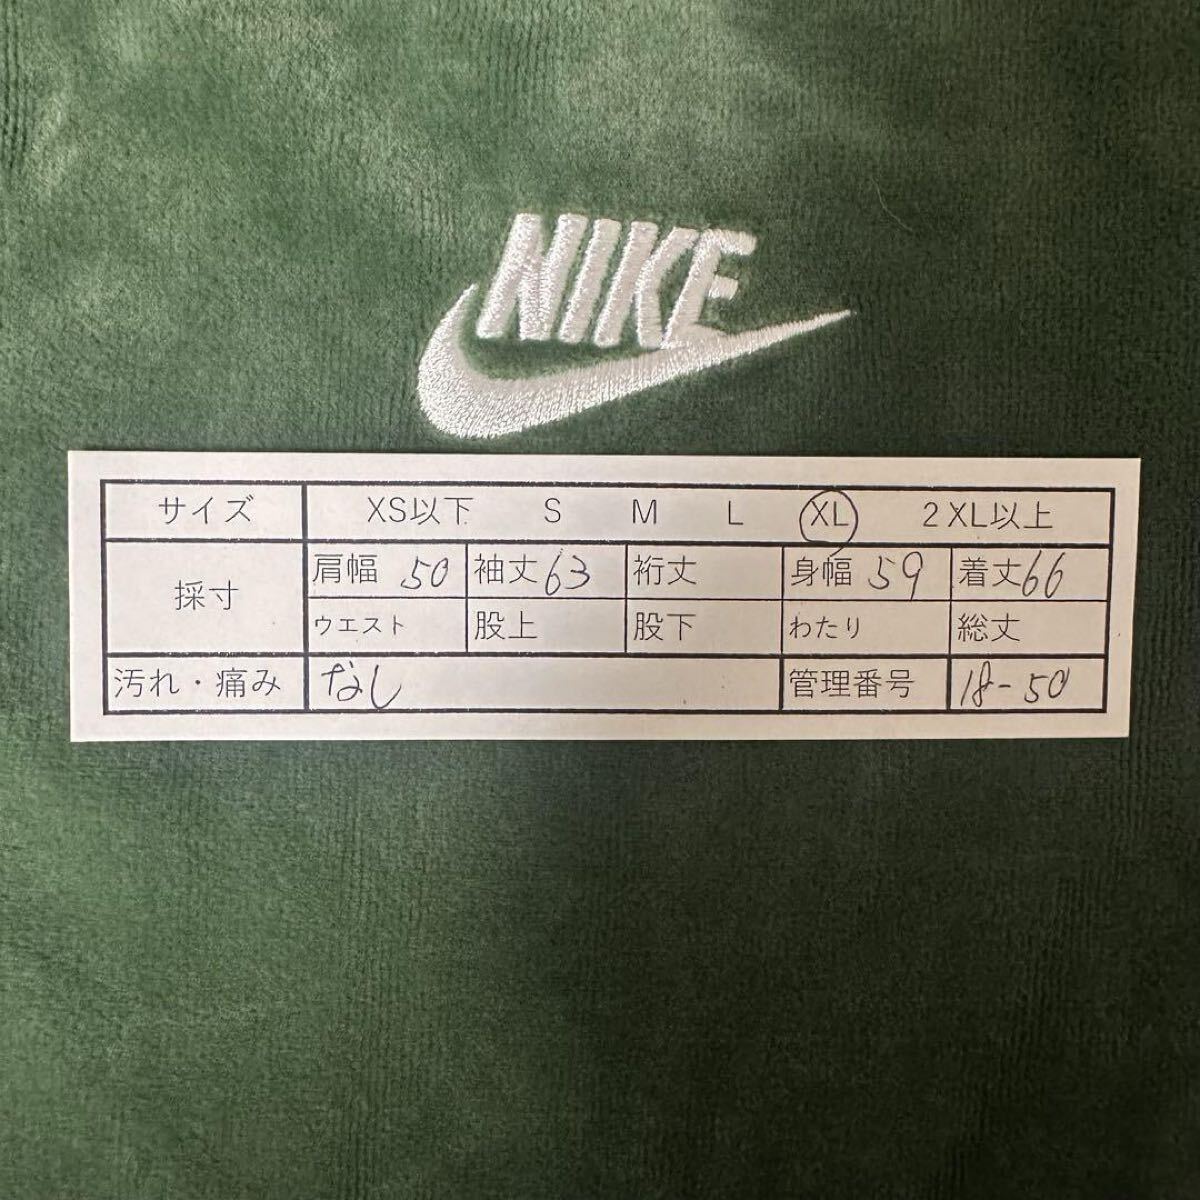 NIKE
サイズ XS以下 S M L XL 2XL以上
採寸 肩幅 50 袖丈 63 裄丈 身幅 59 着丈 66
ウエスト 股上 股下 わたり 総丈
汚れ・痛み なし 管理番号 18-50